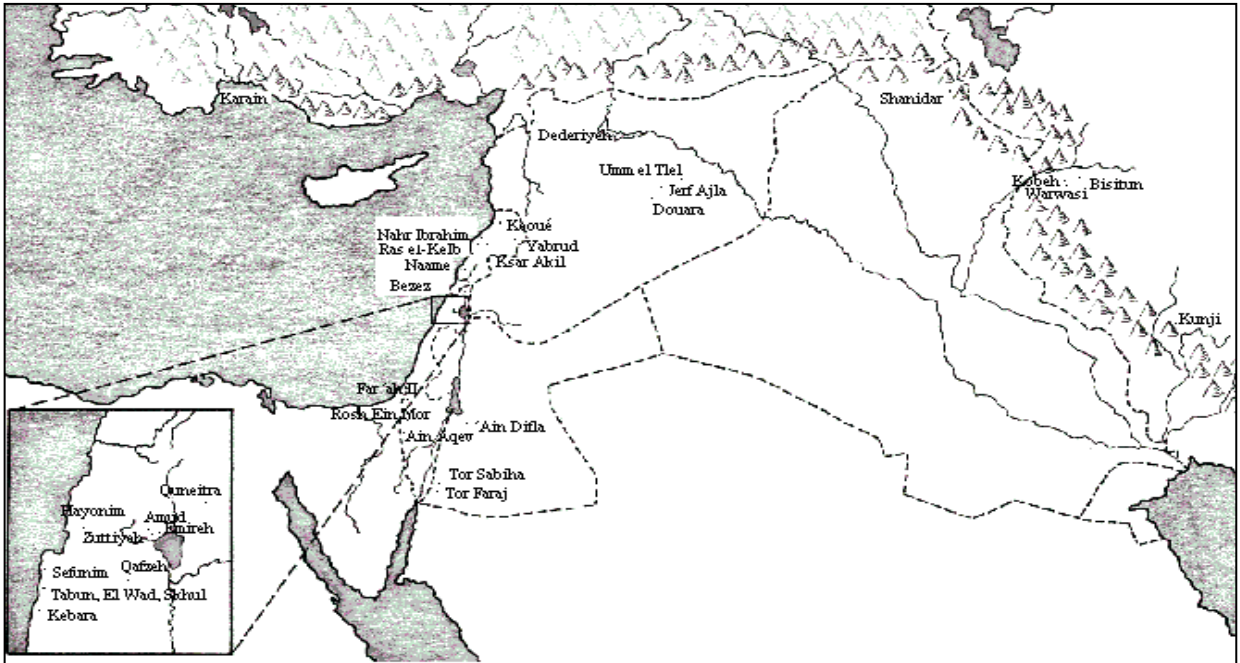 Karain
Shanidar
Dederiyeh
Umm el Tlel
Jerf Ajla
Douara
Kobeh
Warwasi
Bisitun
Keoué
Nahr Ibrahim
Ras el-Kelb
Yabrud
Naame
Ksar Akil
Bezez
Kunji
Far'ah II
Rosh Ein Mor
Ain Difla
Ain Aqev
Tor Sabiha
Tor Faraj
Quneitra
Hayonim
Amud
Emireh
Zuttiyeh
Qafzeh
Sefunim
Tabun, El Wad, Skhul
Kebara